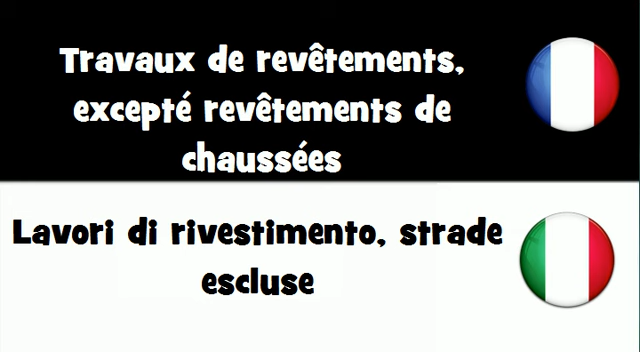 Travaux de revêtements,
excepté revêtements de
chaussées
Lavori di rivestimento, strade
escluse